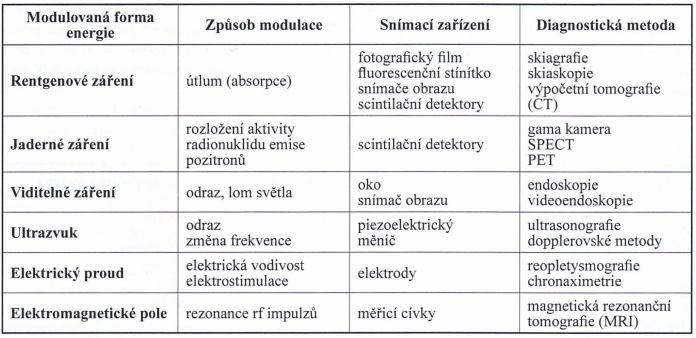 Modulovaná forma energie | Způsob modulace | Snímací zařízení | Diagnostická metoda
Rentgenové záření | útlum (absorpce) | fotografický film
fluorescenční stínítko
snímače obrazu
scintilační detektory | skiagrafie
skiaskopie
výpočetní tomografie
(CT)
Jaderné záření | rozložení aktivity
radionuklidu emise
pozitronů | scintilační detektory | gama kamera
SPECT
PET
Viditelné záření | odraz, lom světla | oko
snímač obrazu | endoskopie
videoendoskopie
Ultrazvuk | odraz
změna frekvence | piezoelektrický
měnič | ultrasonografie
dopplerovské metody
Elektrický proud | elektrická vodivost
elektrostimulace | elektrody | reopletysmografie
chronaximetrie
Elektromagnetické pole | rezonance rf impulzů | měřicí cívky | magnetická rezonanční
tomografie (MRI)